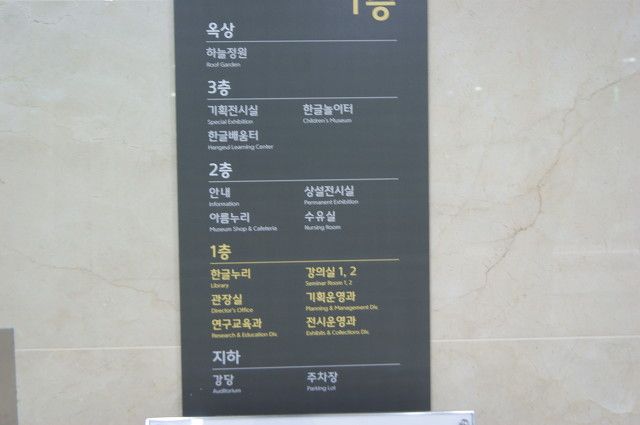 1층
옥상
하늘정원
Roof Garden
3층
기획전시실 한글놀이터
Special Exhibition Children's Museum
한글배움터
Hangeul Learning Center
2층
안내 상설전시실
Information Permanent Exhibition
아름누리 수유실
Museum Shop & Cafeteria Nursing Room
1층
한글누리 강의실 1, 2
Library Seminar Room 1, 2
관장실 기획운영과
Director's Office Planning & Management Div.
연구교육과 전시운영과
Research & Education Div. Exhibits & Collections Div.
지하
강당 주차장
Auditorium Parking Lot